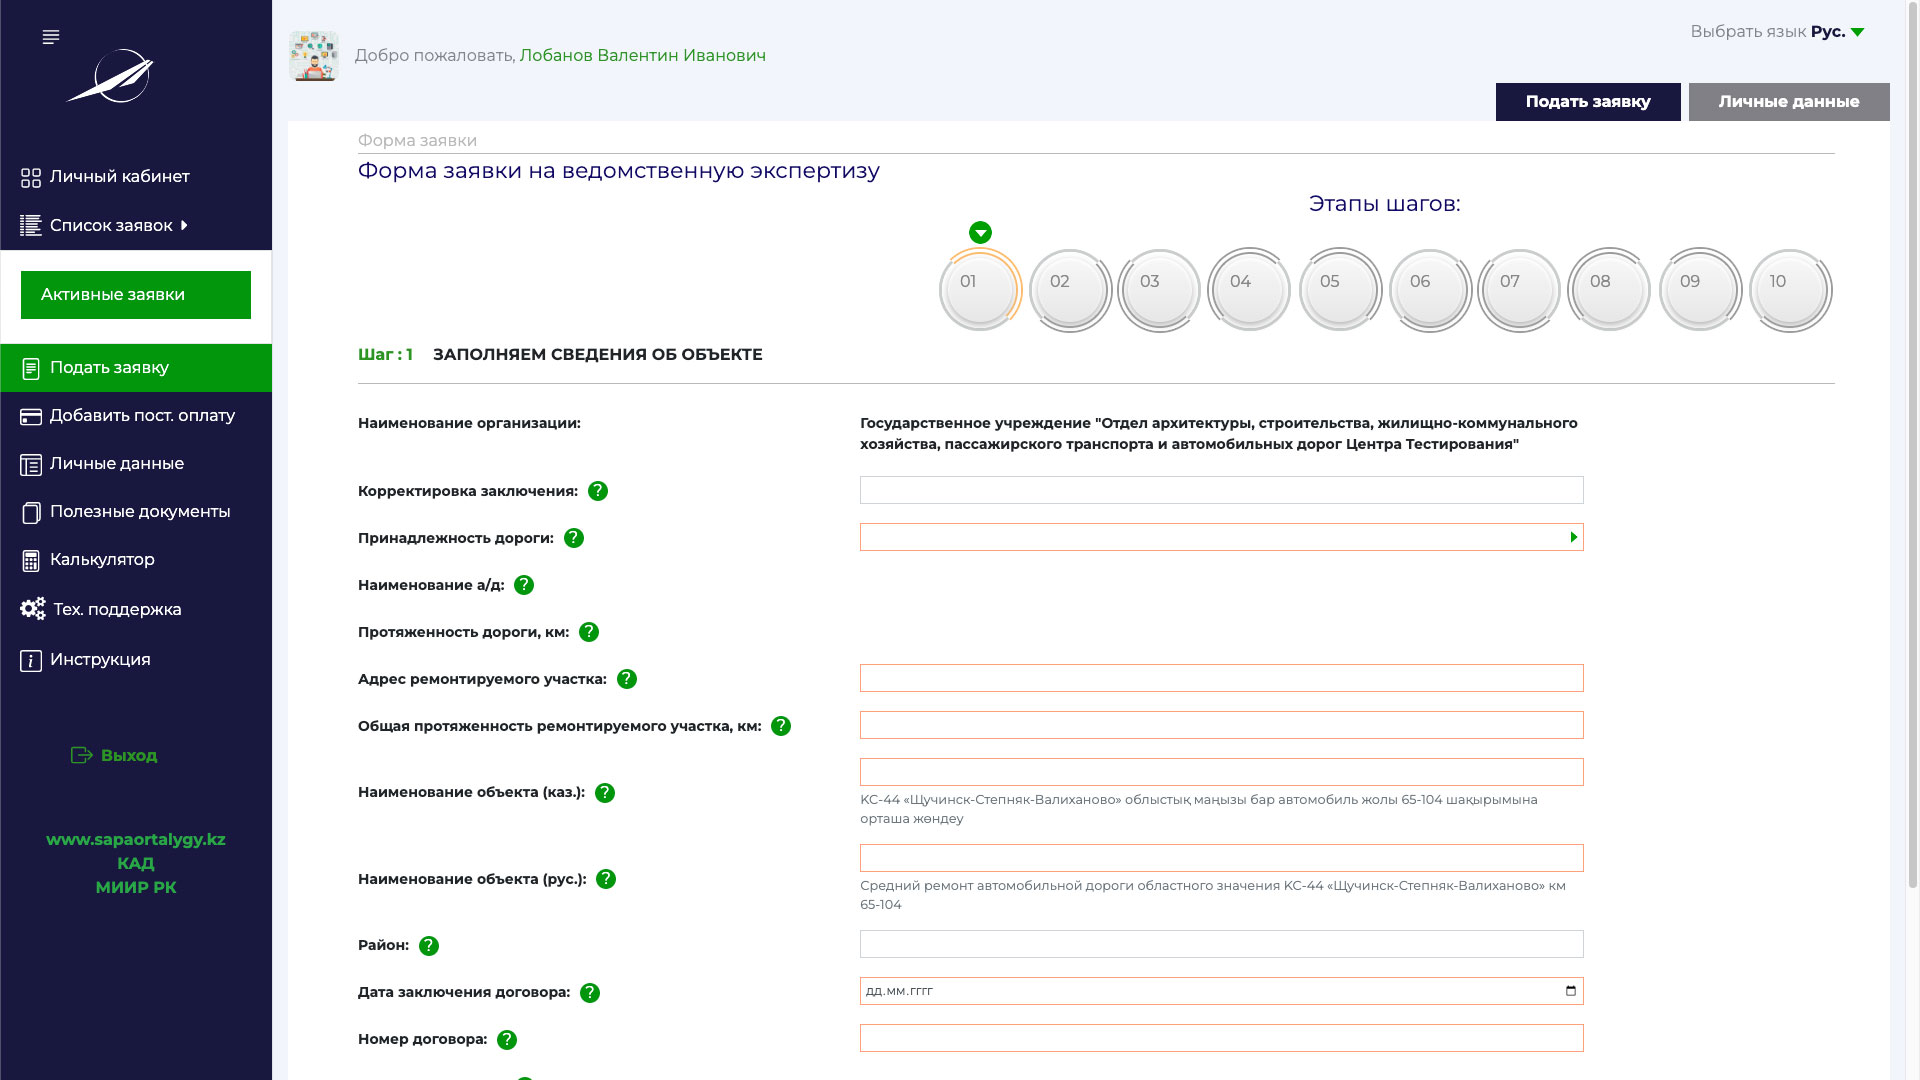 Добро пожаловать, Лобанов Валентин Иванович
Выбрать язык Рус.
Подать заявку
Личные данные
Личный кабинет
Список заявок
Активные заявки
Подать заявку
Добавить пост. оплату
Личные данные
Полезные документы
Калькулятор
Тех. поддержка
Инструкция
Выход
www.sapaortalygy.kz
КАД
МИИР РК
Форма заявки
Форма заявки на ведомственную экспертизу
Этапы шагов:
01 02 03 04 05 06 07 08 09 10
Шаг : 1 ЗАПОЛНЯЕМ СВЕДЕНИЯ ОБ ОБЪЕКТЕ
Наименование организации:
Государственное учреждение "Отдел архитектуры, строительства, жилищно-коммунального
хозяйства, пассажирского транспорта и автомобильных дорог Центра Тестирования"
Корректировка заключения: ?
Принадлежность дороги: ?
Наименование а/д: ?
Протяженность дороги, км: ?
Адрес ремонтируемого участка: ?
Общая протяженность ремонтируемого участка, км: ?
Наименование объекта (каз.): ?
КС-44 «Щучинск-Степняк-Валиханово» облыстық маңызы бар автомобиль жолы 65-104 шақырымына
орташа жөндеу
Наименование объекта (рус.): ?
Средний ремонт автомобильной дороги областного значения КС-44 «Щучинск-Степняк-Валиханово» км
65-104
Район: ?
Дата заключения договора: ?
дд.мм.гггг
Номер договора: ?